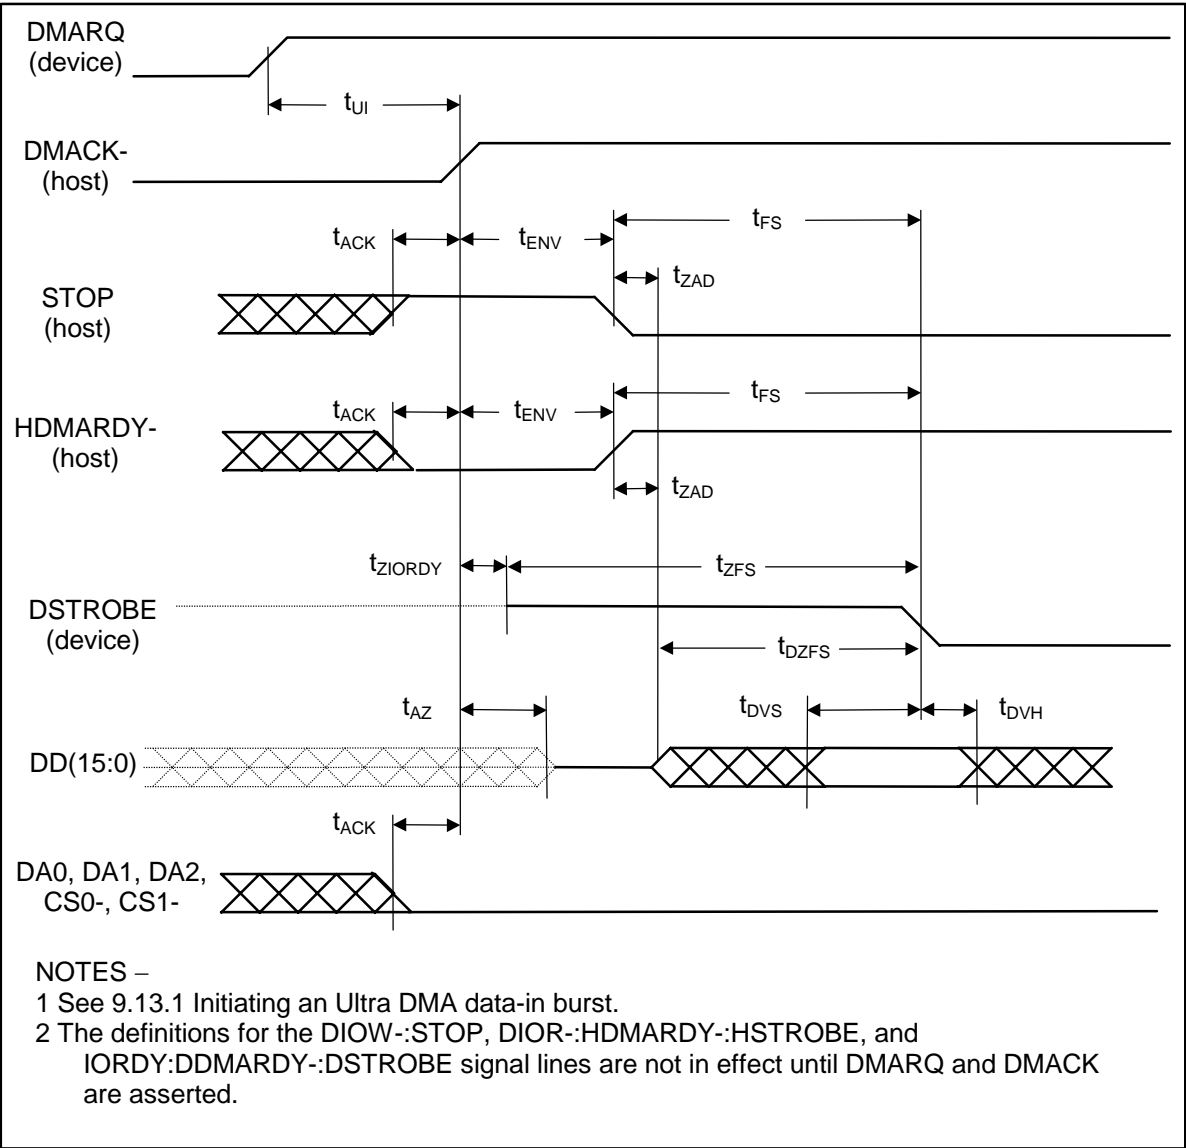 DMARQ
(device)
tUI
DMACK-
(host)
tFS
tACK
tENV
tZAD
STOP
(host)
tFS
tACK
tENV
HDMARDY-
(host)
tZAD
tZIORDY
tZFS
DSTROBE
(device)
tDZFS
tAZ
tDVS
tDVH
DD(15:0)
tACK
DA0, DA1, DA2,
CS0-, CS1-
NOTES –
1 See 9.13.1 Initiating an Ultra DMA data-in burst.
2 The definitions for the DIOW-:STOP, DIOR-:HDMARDY-:HSTROBE, and
IORDY:DDMARDY-:DSTROBE signal lines are not in effect until DMARQ and DMACK
are asserted.